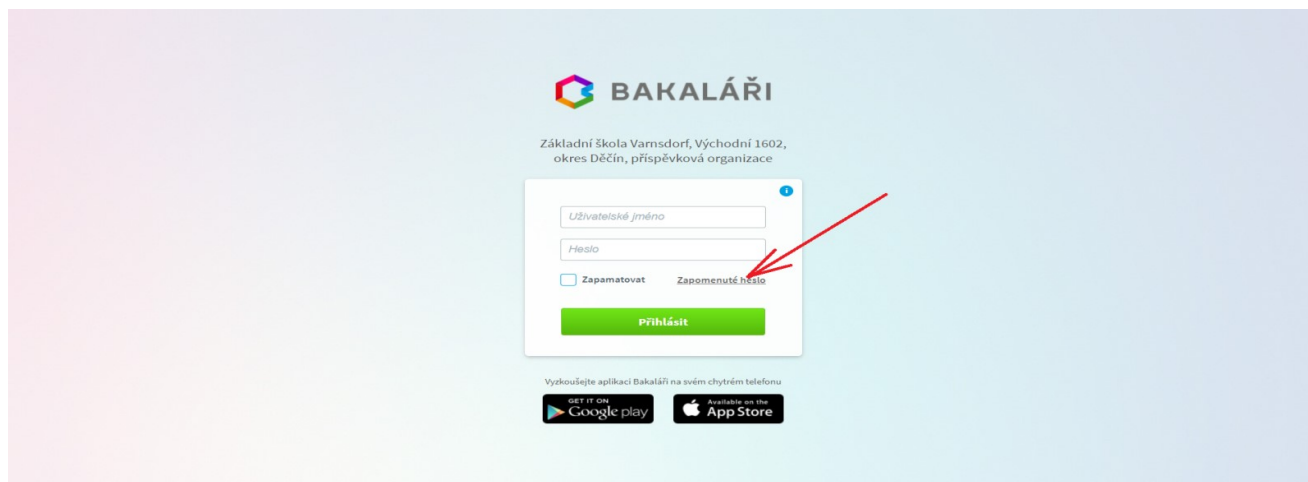 BAKALÁŘI
Základní škola Varnsdorf, Východní 1602,
okres Děčín, příspěvková organizace
i
Uživatelské jméno
Heslo
Zapamatovat Zapomenuté heslo
Přihlásit
Vyzkoušejte aplikaci Bakaláři na svém chytrém telefonu
GET IT ON
Google play
Available on the
App Store